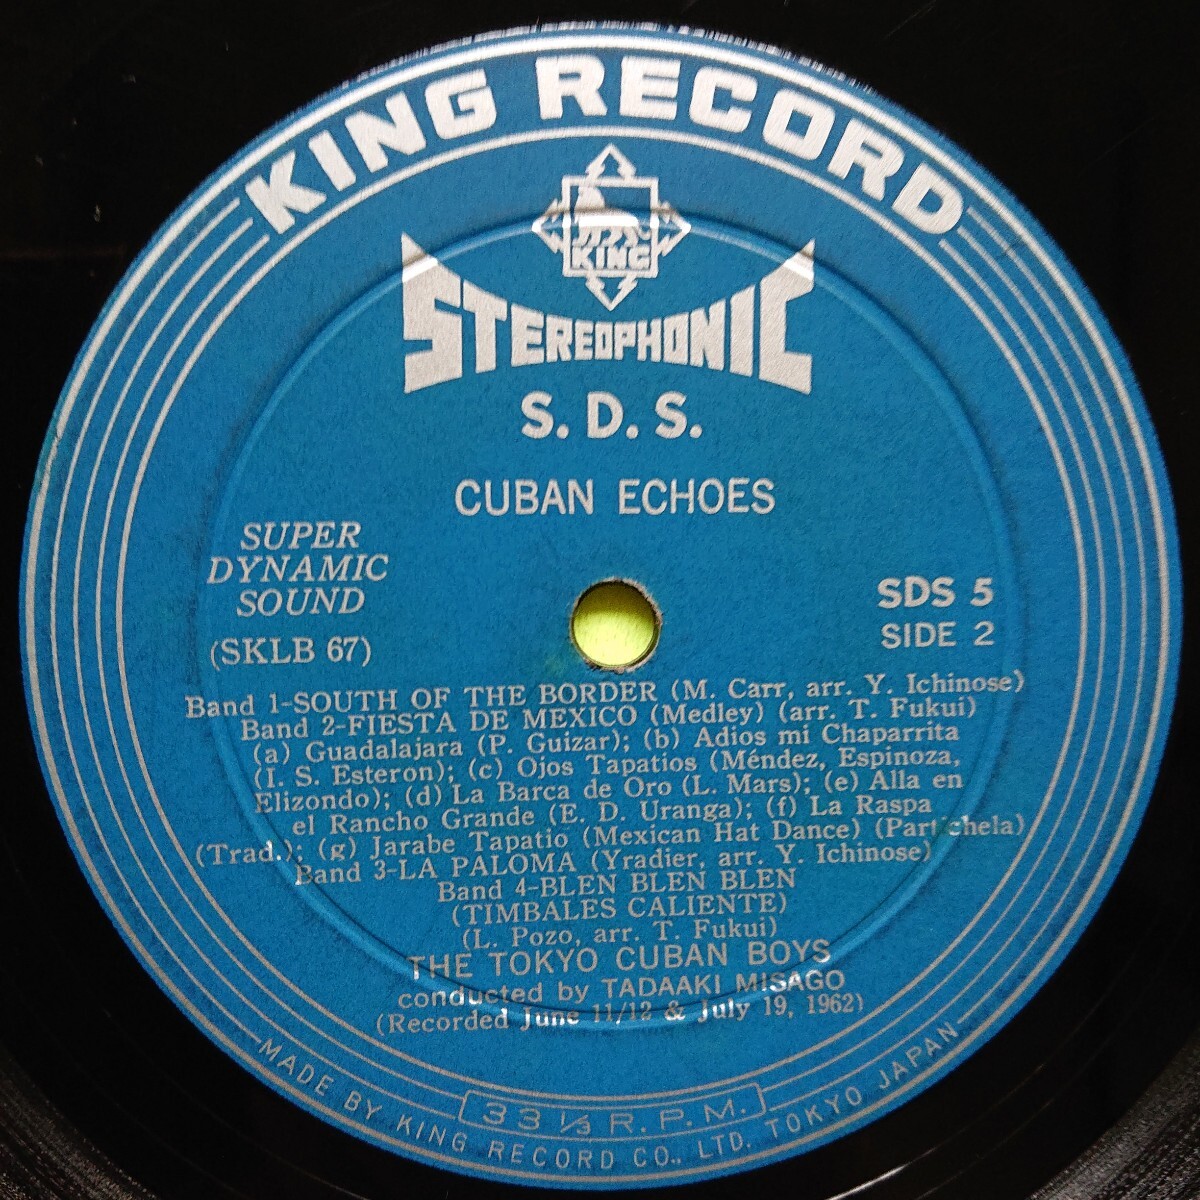 KING RECORD
KING
STEREOPHONIC
S. D. S.
CUBAN ECHOES
SUPER
DYNAMIC
SOUND
(SKLB 67)
SDS 5
SIDE 2
Band 1-SOUTH OF THE BORDER (M. Carr, arr. Y. Ichinose)
Band 2-FIESTA DE MEXICO (Medley) (arr. T. Fukui)
(a) Guadalajara (P. Guizar); (b) Adios mi Chaparrita
(I. S. Esteron); (c) Ojos Tapatios (Méndez, Espinoza,
Elizondo); (d) La Barca de Oro (L. Mars); (e) Alla en
el Rancho Grande (E. D. Uranga); (f) La Raspa
(Trad.); (g) Jarabe Tapatio (Mexican Hat Dance) (Partichela)
Band 3-LA PALOMA (Yradier, arr. Y. Ichinose)
Band 4-BLEN BLEN BLEN
(TIMBALES CALIENTE)
(L. Pozo, arr. T. Fukui)
THE TOKYO CUBAN BOYS
conducted by TADAAKI MISAGO
(Recorded June 11/12 & July 19, 1962)
33 1/3 R.P.M.
MADE BY KING RECORD CO., LTD. TOKYO JAPAN